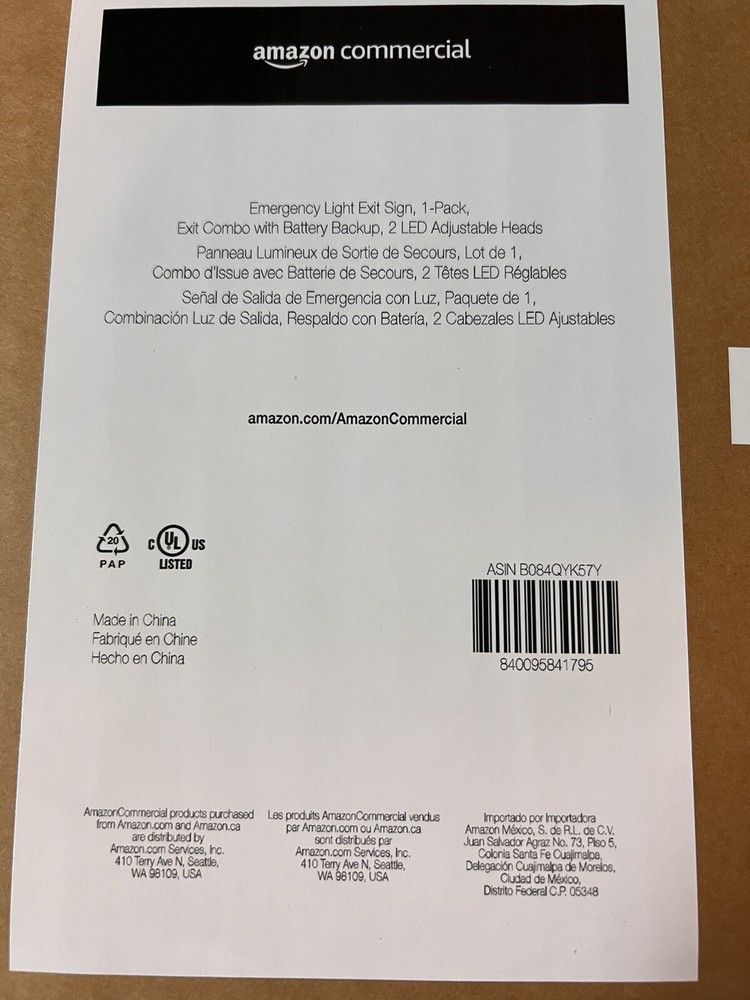 amazon commercial
Emergency Light Exit Sign, 1-Pack,
Exit Combo with Battery Backup, 2 LED Adjustable Heads
Panneau Lumineux de Sortie de Secours, Lot de 1,
Combo d'Issue avec Batterie de Secours, 2 Têtes LED Réglables
Señal de Salida de Emergencia con Luz, Paquete de 1,
Combinación Luz de Salida, Respaldo con Batería, 2 Cabezales LED Ajustables
amazon.com/AmazonCommercial
20
PAP
C UL US
LISTED
ASIN B084QYK57Y
840095841795
Made in China
Fabriqué en Chine
Hecho en China
AmazonCommercial products purchased
from Amazon.com and Amazon.ca
are distributed by
Amazon.com Services, Inc.
410 Terry Ave N, Seattle,
WA 98109, USA
Les produits AmazonCommercial vendus
par Amazon.com ou Amazon.ca
sont distribués par
Amazon.com Services, Inc.
410 Terry Ave N, Seattle,
WA 98109, USA
Importado por Importadora
Amazon México, S. de R.L. de C.V.
Juan Salvador Agraz No. 73, Piso 5,
Colonia Santa Fe Cuajimalpa,
Delegación Cuajimalpa de Morelos,
Ciudad de México,
Distrito Federal C.P. 05348